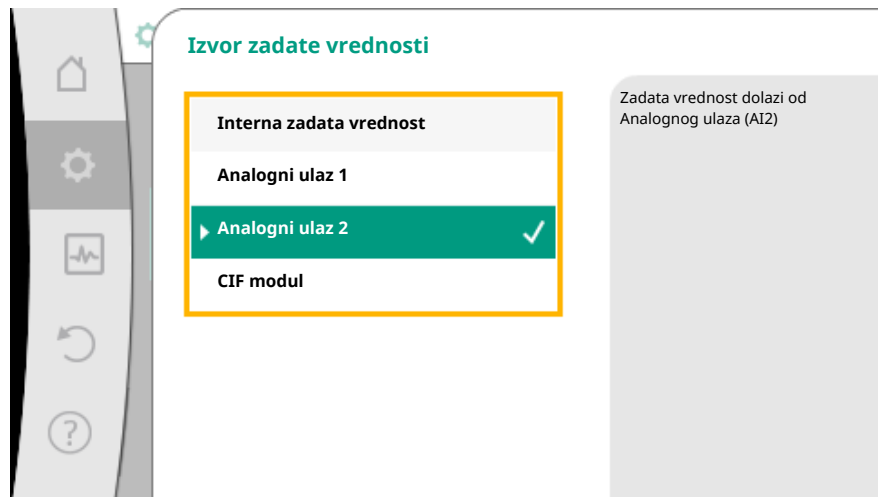 Izvor zadate vrednosti
Interna zadata vrednost
Analogni ulaz 1
Analogni ulaz 2
CIF modul
Zadata vrednost dolazi od
Analognog ulaza (AI2)